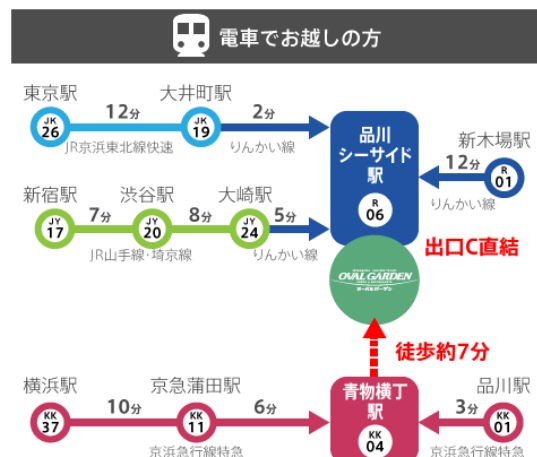 電車でお越しの方
東京駅
大井町駅
JK
26
12分
JK
19
2分
JR京浜東北線快速
りんかい線
品川
シーサイド
駅
R
06
新木場駅
12分
R
01
りんかい線
新宿駅
渋谷駅
大崎駅
JY
17
7分
JY
20
8分
JY
24
5分
JR山手線・埼京線
りんかい線
出口C直結
OVAL GARDEN
オーバルガーデン
徒歩約7分
横浜駅
京急蒲田駅
KK
37
10分
KK
11
6分
京浜急行線特急
青物横丁
駅
KK
04
品川駅
3分
KK
01
京浜急行線特急